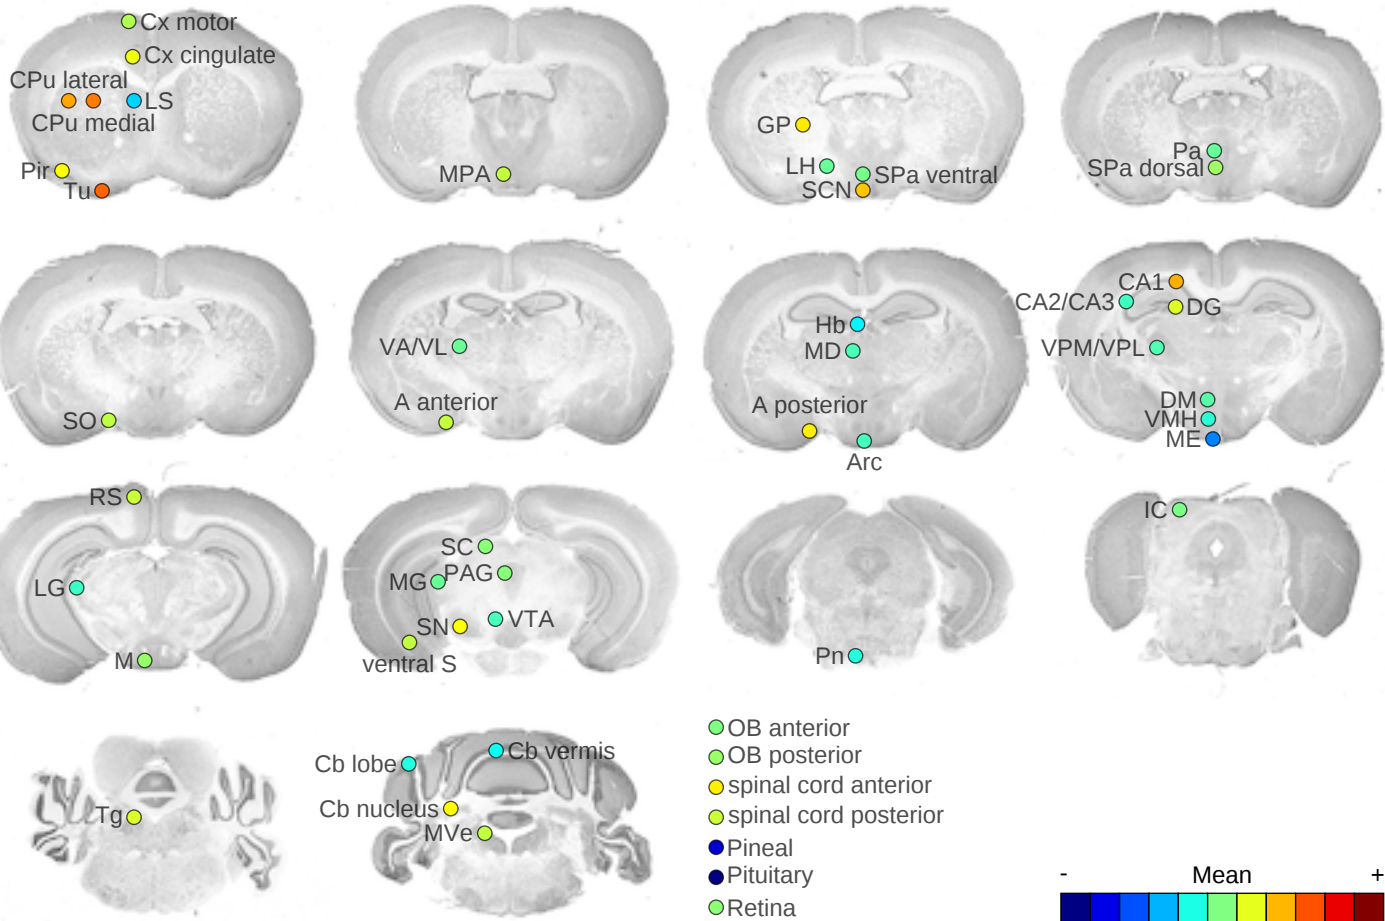 Cx motor
Cx cingulate
CPu lateral
LS
CPu medial
Pir
Tu
MPA
GP
LH
SPa ventral
SCN
Pa
SPa dorsal
SO
VA/VL
A anterior
Hb
MD
A posterior
Arc
CA1
CA2/CA3
DG
VPM/VPL
DM
VMH
ME
RS
LG
M
SC
PAG
MG
VTA
SN
ventral S
Pn
IC
Tg
Cb lobe
Cb vermis
Cb nucleus
MVe
OB anterior
OB posterior
spinal cord anterior
spinal cord posterior
Pineal
Pituitary
Retina
- Mean +